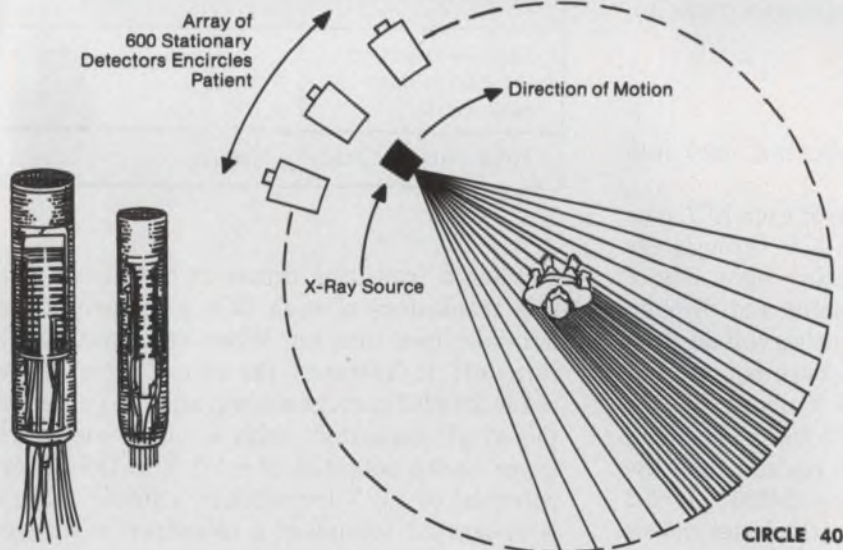 Array of
600 Stationary
Detectors Encircles
Patient
Direction of Motion
X-Ray Source
CIRCLE 40